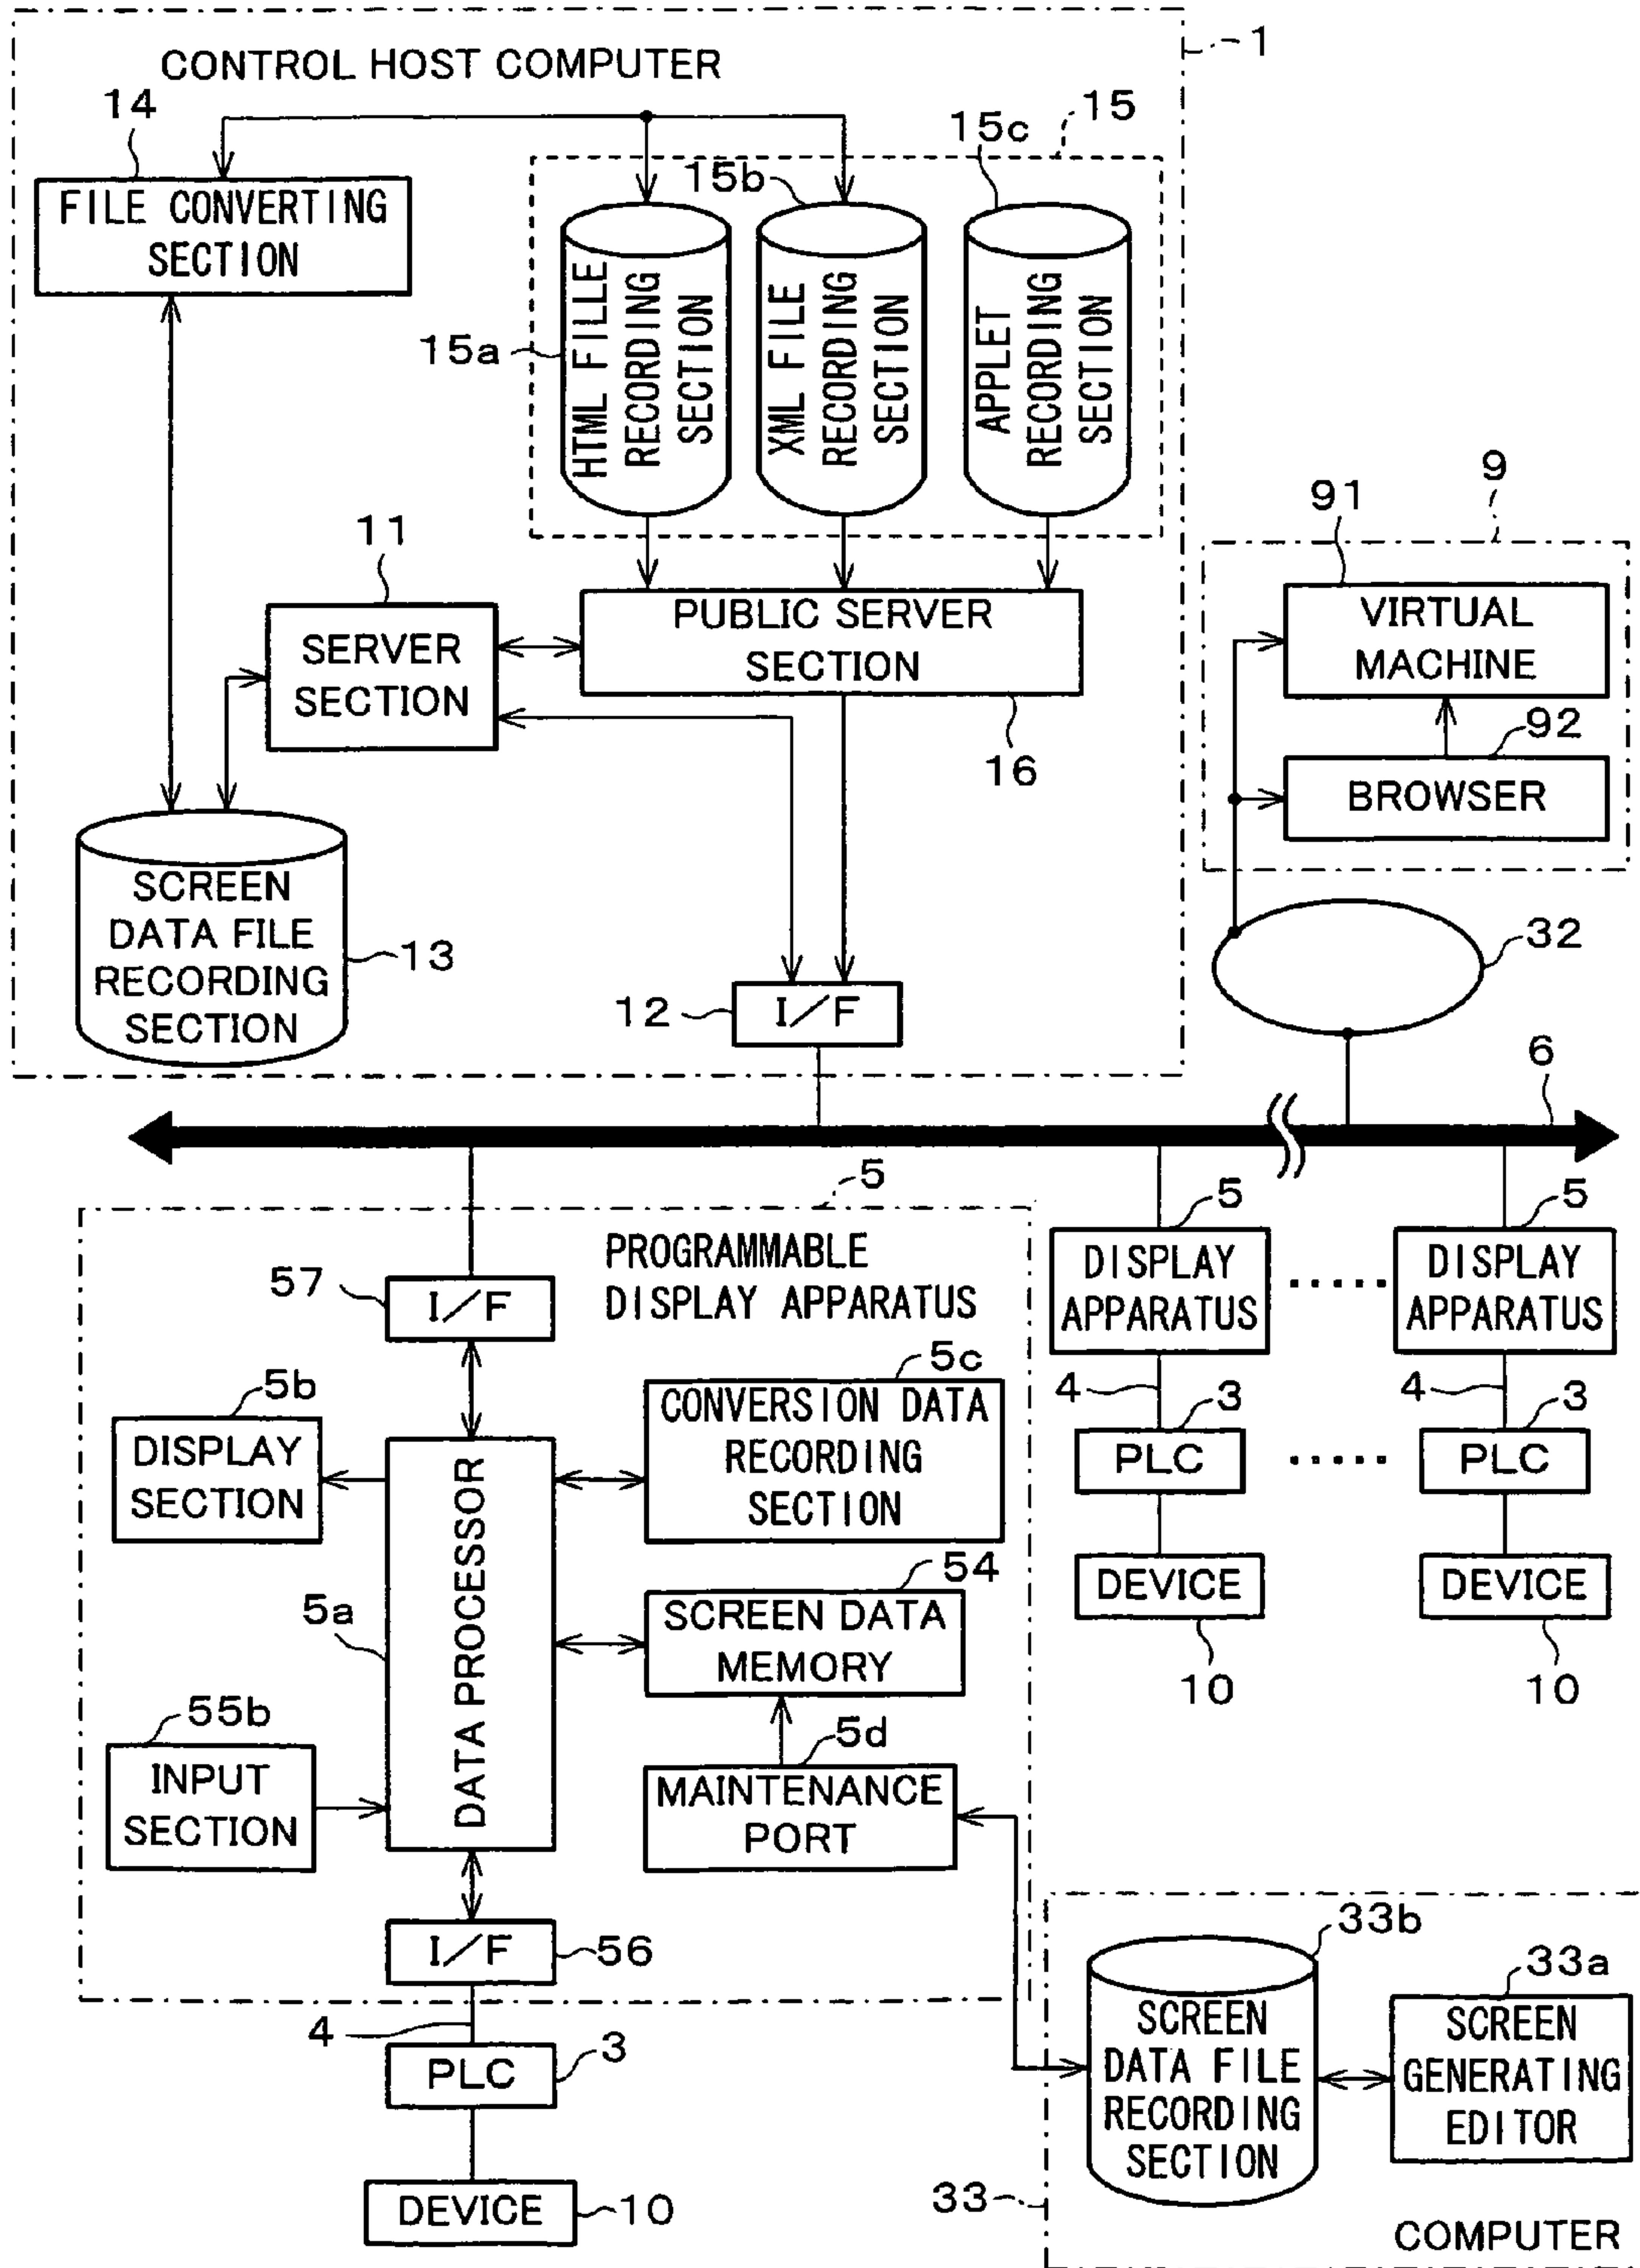 CONTROL HOST COMPUTER
1
14
FILE CONVERTING
SECTION
15
15c
15b
15a
HTML FILLE
RECORDING
SECTION
XML FILE
RECORDING
SECTION
APPLET
RECORDING
SECTION
11
SERVER
SECTION
PUBLIC SERVER
SECTION
16
9
91
VIRTUAL
MACHINE
92
BROWSER
SCREEN
DATA FILE
RECORDING
SECTION
13
12
I/F
32
6
5
PROGRAMMABLE
DISPLAY APPARATUS
57
I/F
5b
DISPLAY
SECTION
5c
CONVERSION DATA
RECORDING
SECTION
5a
DATA PROCESSOR
54
SCREEN DATA
MEMORY
55b
INPUT
SECTION
5d
MAINTENANCE
PORT
I/F
56
4
PLC
3
DEVICE
10
5
DISPLAY
APPARATUS
4
3
PLC
DEVICE
10
5
DISPLAY
APPARATUS
4
3
PLC
DEVICE
10
33b
SCREEN
DATA FILE
RECORDING
SECTION
33a
SCREEN
GENERATING
EDITOR
33
COMPUTER